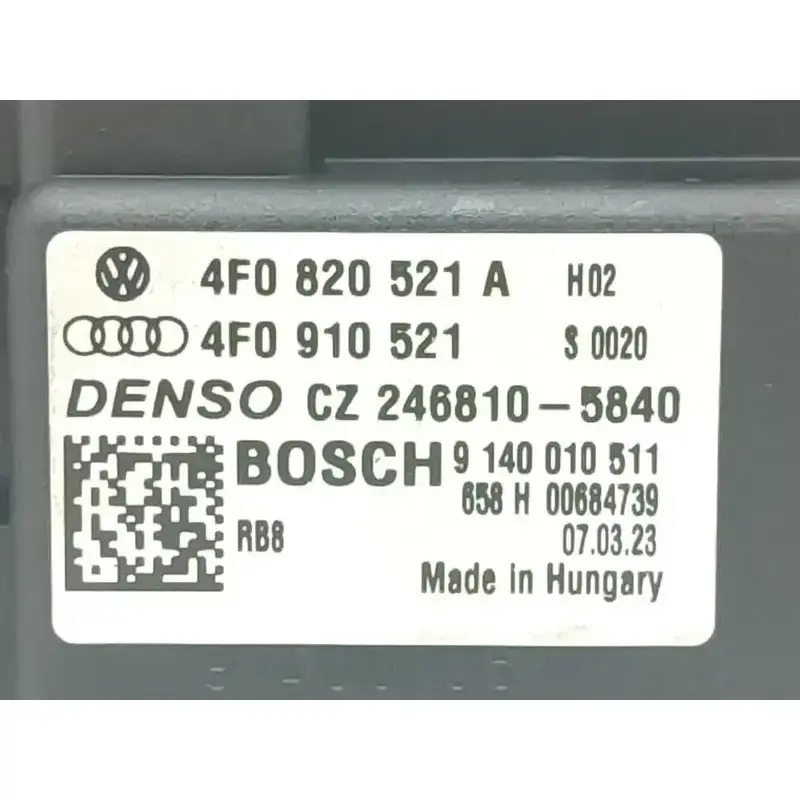 VW 4F0 820 521 A H02
4F0 910 521 S 0020
DENSO CZ 246810-5840
BOSCH 9 140 010 511
658 H 00684739
RB8 07.03.23
Made in Hungary